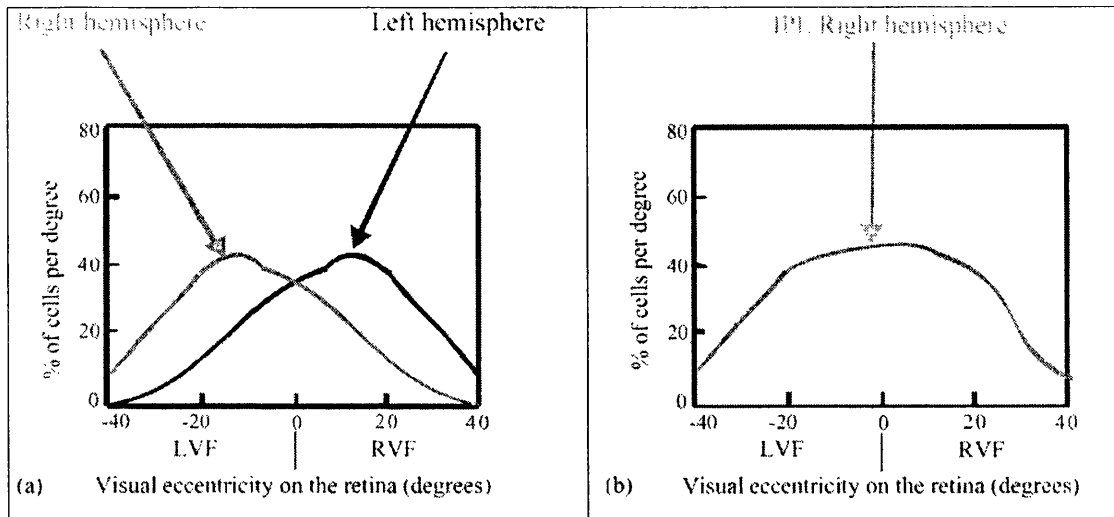 Right hemisphere
Left hemisphere
% of cells per degree
80
60
40
20
0
-40
-20
0
20
40
LVF
RVF
(a)
Visual eccentricity on the retina (degrees)
IPL Right hemisphere
% of cells per degree
80
60
40
20
0
-40
-20
0
20
40
LVF
RVF
(b)
Visual eccentricity on the retina (degrees)